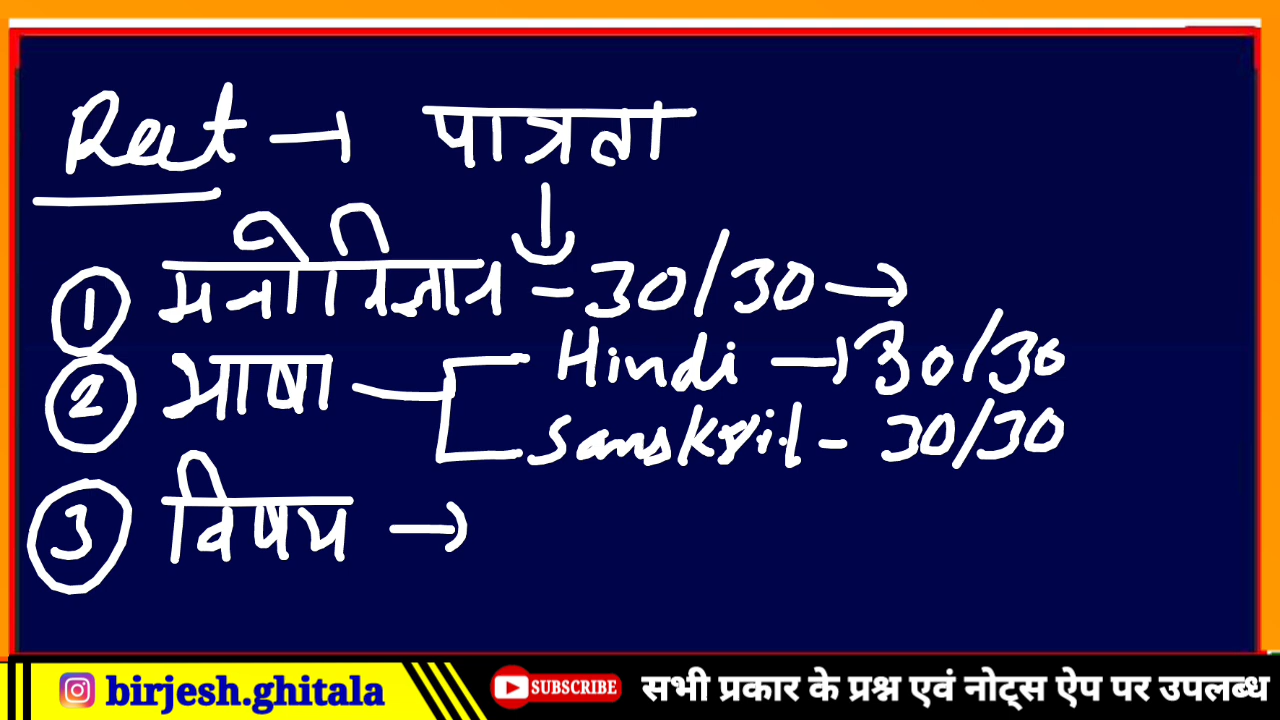 Reet → पात्रता
① मनोविज्ञान - 30/30 →
② भाषा Hindi → 30/30
Sanskrit - 30/30
③ विषय →
birjesh.ghitala SUBSCRIBE सभी प्रकार के प्रश्न एवं नोट्स ऐप पर उपलब्ध